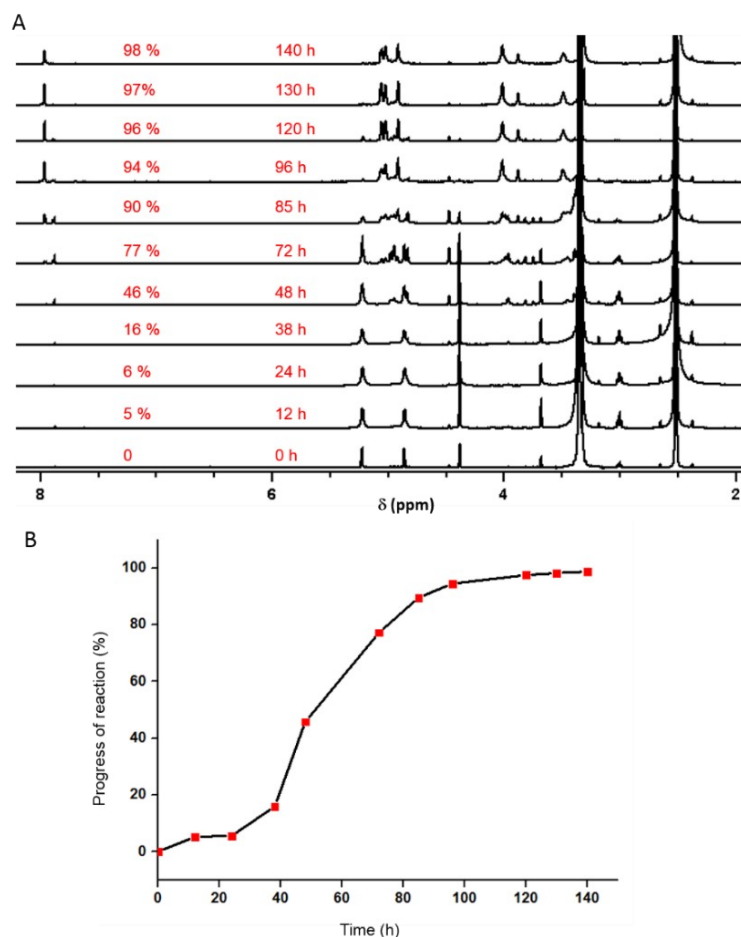 A
98 % 140 h
97% 130 h
96 % 120 h
94 % 96 h
90 % 85 h
77 % 72 h
46 % 48 h
16 % 38 h
6 % 24 h
5 % 12 h
0 0 h
8 6 4 2
δ (ppm)
B
100
80
60
40
20
0
Progress of reaction (%)
0 20 40 60 80 100 120 140
Time (h)